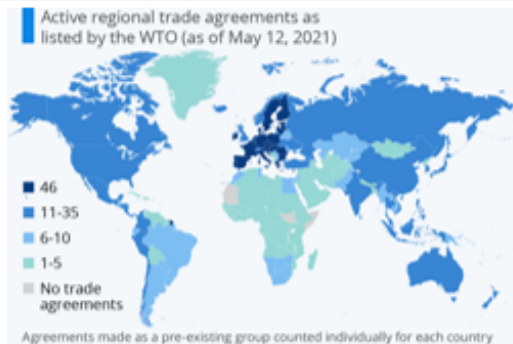 Active regional trade agreements as
listed by the WTO (as of May 12, 2021)
46
11-35
6-10
1-5
No trade
agreements
Agreements made as a pre-existing group counted individually for each country